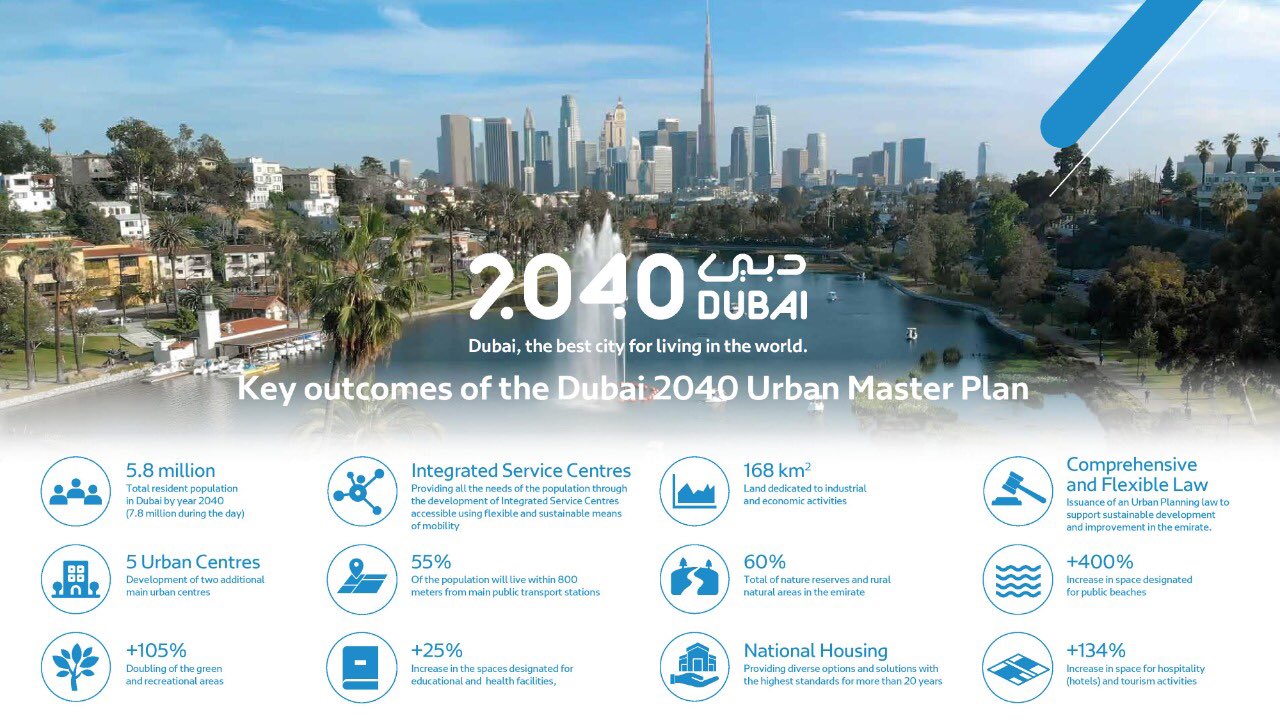 2040 دبي
DUBAI
Dubai, the best city for living in the world.
Key outcomes of the Dubai 2040 Urban Master Plan
5.8 million
Total resident population
in Dubai by year 2040
(7.8 million during the day)
Integrated Service Centres
Providing all the needs of the population through
the development of Integrated Service Centres
accessible using flexible and sustainable means
of mobility
168 km²
Land dedicated to industrial
and economic activities
Comprehensive
and Flexible Law
Issuance of an Urban Planning law to
support sustainable development
and improvement in the emirate.
5 Urban Centres
Development of two additional
main urban centres
55%
Of the population will live within 800
meters from main public transport stations
60%
Total of nature reserves and rural
natural areas in the emirate
+400%
Increase in space designated
for public beaches
+105%
Doubling of the green
and recreational areas
+25%
Increase in the spaces designated for
educational and health facilities,
National Housing
Providing diverse options and solutions with
the highest standards for more than 20 years
+134%
Increase in space for hospitality
(hotels) and tourism activities